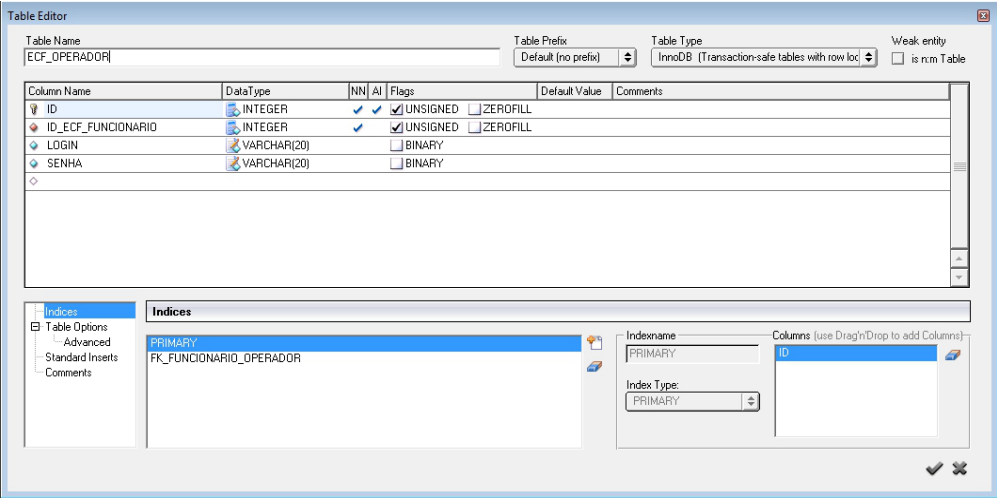 Table Editor
Table Name
Table Prefix
Table Type
Weak entity
ECF_OPERADOR
Default (no prefix)
InnoDB (Transaction-safe tables with row loc
is n:m Table
Column Name DataType NN AI Flags Default Value Comments
ID INTEGER UNSIGNED ZEROFILL
ID_ECF_FUNCIONARIO INTEGER UNSIGNED ZEROFILL
LOGIN VARCHAR(20) BINARY
SENHA VARCHAR(20) BINARY
Indices
Table Options
Advanced
Standard Inserts
Comments
Indices
PRIMARY
FK_FUNCIONARIO_OPERADOR
Indexname
PRIMARY
Index Type:
PRIMARY
Columns (use Drag'n'Drop to add Columns)
ID